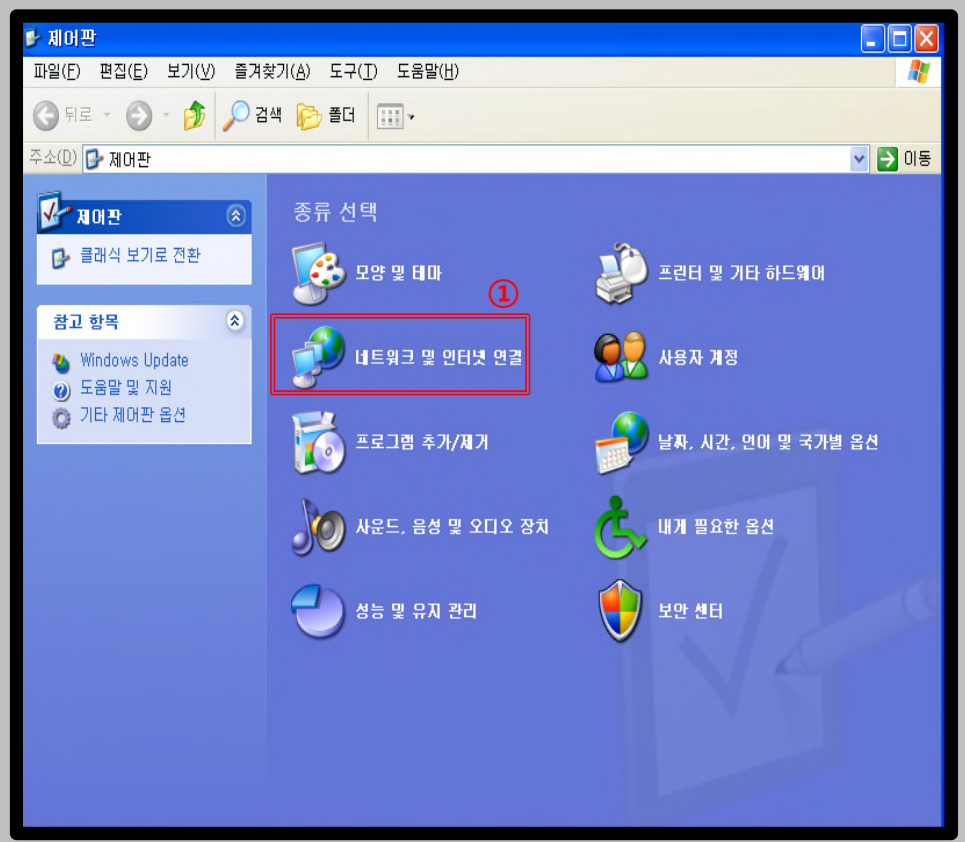 제어판
파일(F) 편집(E) 보기(V) 즐겨찾기(A) 도구(T) 도움말(H)
뒤로 검색 폴더
주소(D) 제어판 이동
제어판
클래식 보기로 전환
참고 항목
Windows Update
도움말 및 지원
기타 제어판 옵션
종류 선택
모양 및 테마
프린터 및 기타 하드웨어
①
네트워크 및 인터넷 연결
사용자 계정
프로그램 추가/제거
날짜, 시간, 언어 및 국가별 옵션
사운드, 음성 및 오디오 장치
내게 필요한 옵션
성능 및 유지 관리
보안 센터